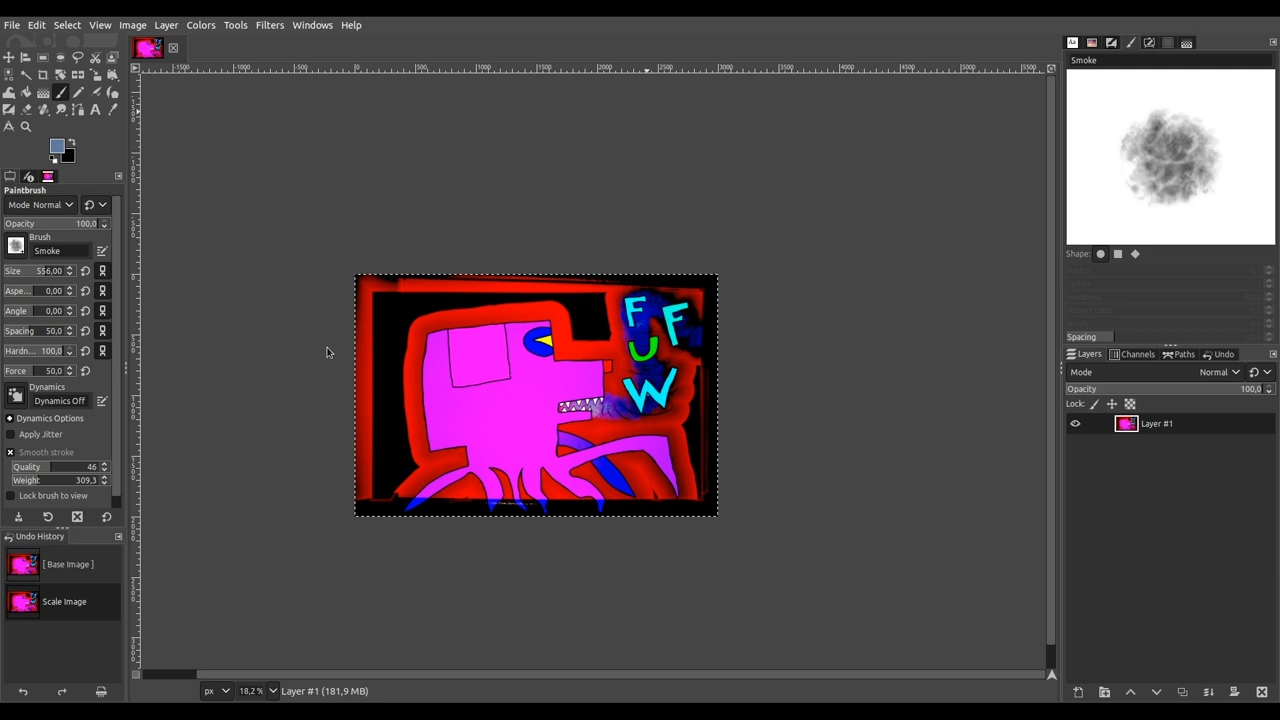 File Edit Select View Image Layer Colors Tools Filters Windows Help
Paintbrush
Mode Normal
Opacity 100,0
Brush
Smoke
Size 556,00
Aspe... 0,00
Angle 0,00
Spacing 50,0
Hardn... 100,0
Force 50,0
Dynamics
Dynamics Off
Dynamics Options
Apply Jitter
Smooth stroke
Quality 46
Weight 309,3
Lock brush to view
Undo History
[ Base Image ]
Scale Image
F F
U
W
px 18,2 % Layer #1 (181,9 MB)
Aa
Smoke
Shape:
Spacing
Layers Channels Paths Undo
Mode Normal
Opacity 100,0
Lock:
Layer #1